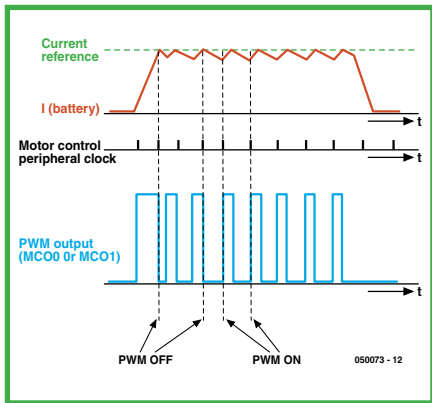 Current
reference
I (battery)
t
Motor control
peripheral clock
t
PWM output
(MCO0 0r MCO1)
t
PWM OFF
PWM ON
050073 - 12